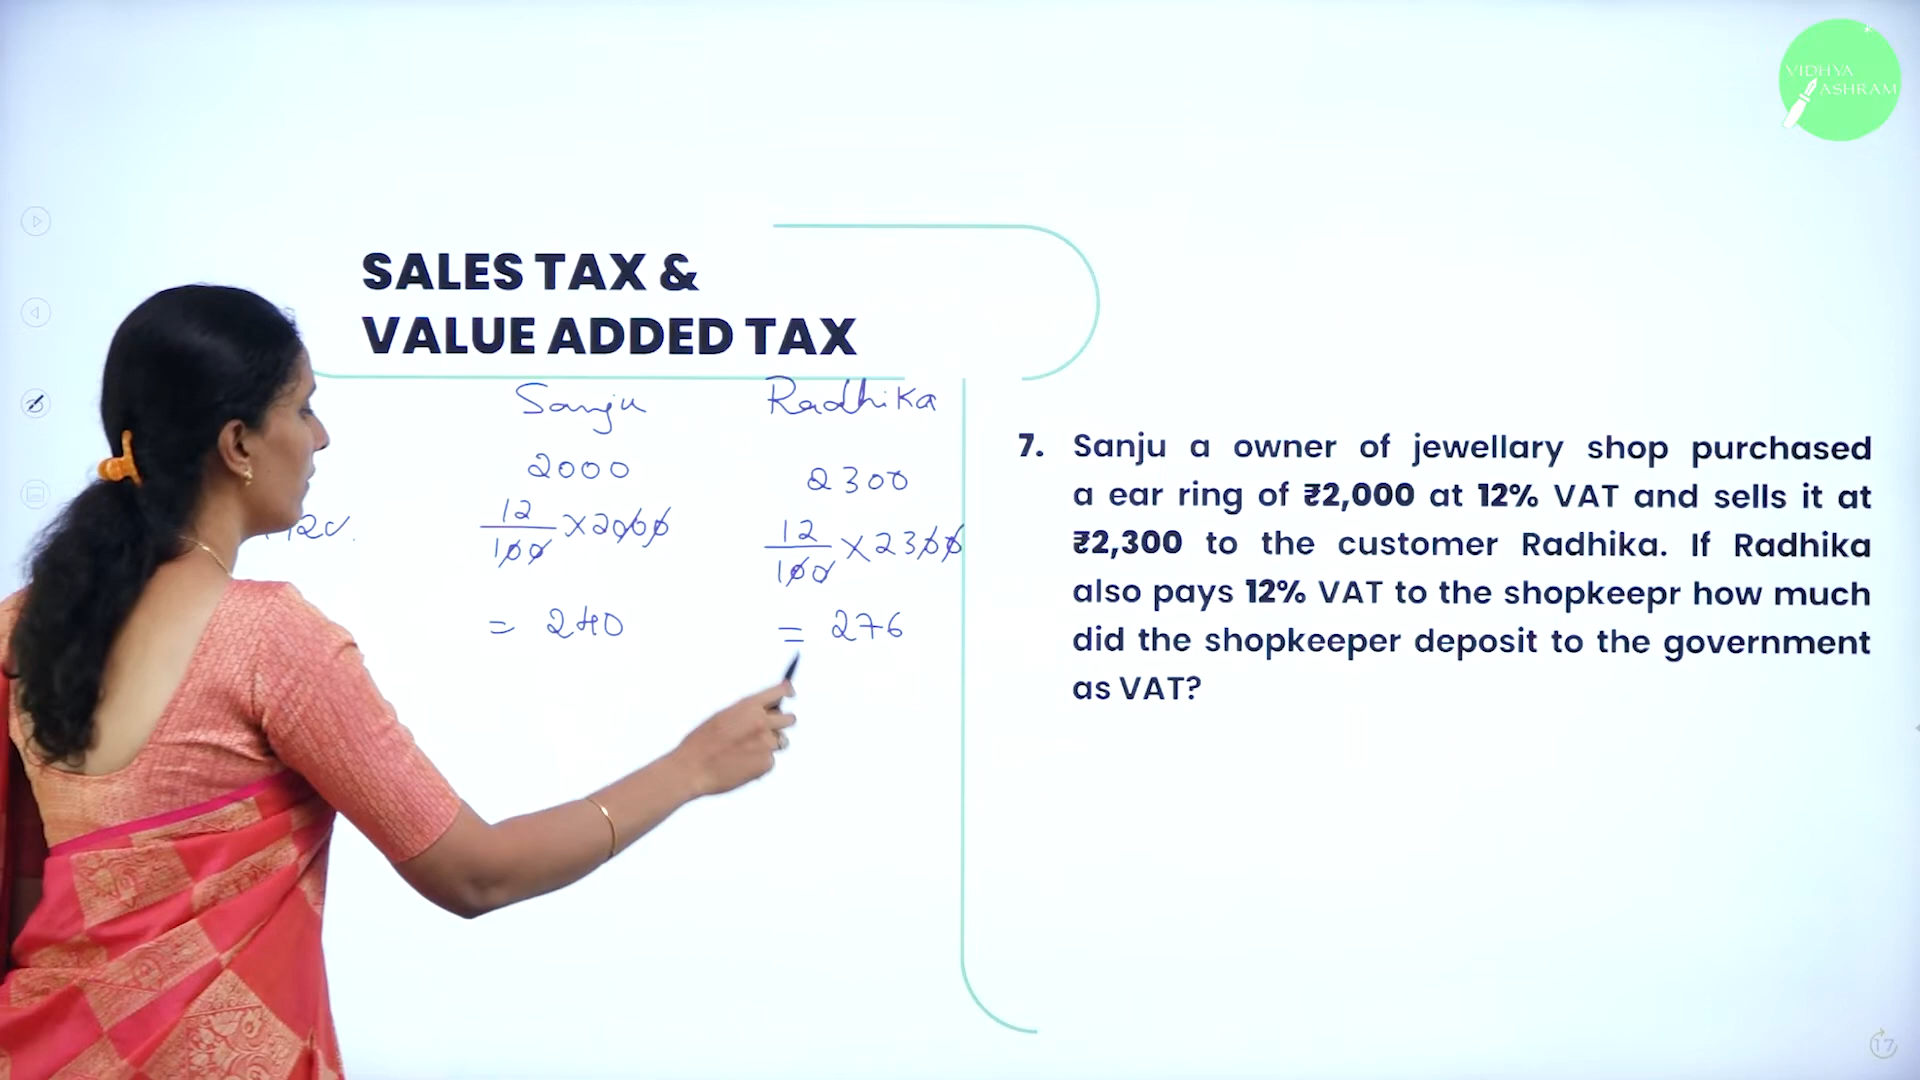 VIDHYA
ASHRAM
SALES TAX &
VALUE ADDED TAX
Sanju Radhika
2000 2300
12/100 × 2000 12/100 × 2300
= 240 = 276
7. Sanju a owner of jewellary shop purchased
a ear ring of ₹2,000 at 12% VAT and sells it at
₹2,300 to the customer Radhika. If Radhika
also pays 12% VAT to the shopkeepr how much
did the shopkeeper deposit to the government
as VAT?
17